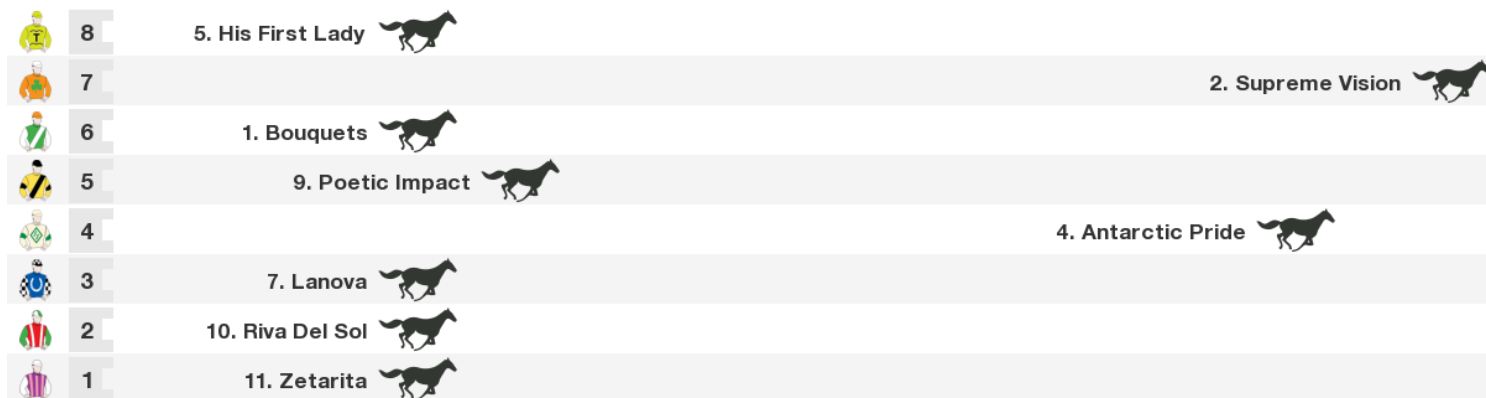 8 5. His First Lady
7 2. Supreme Vision
6 1. Bouquets
5 9. Poetic Impact
4 4. Antarctic Pride
3 7. Lanova
2 10. Riva Del Sol
1 11. Zetarita